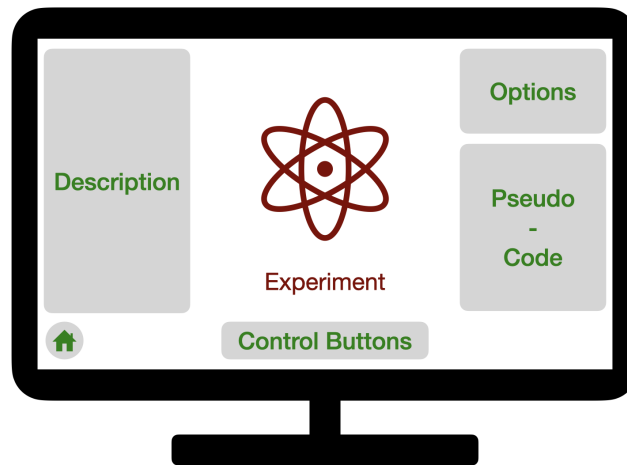 Description
Experiment
Options
Pseudo
-
Code
Control Buttons